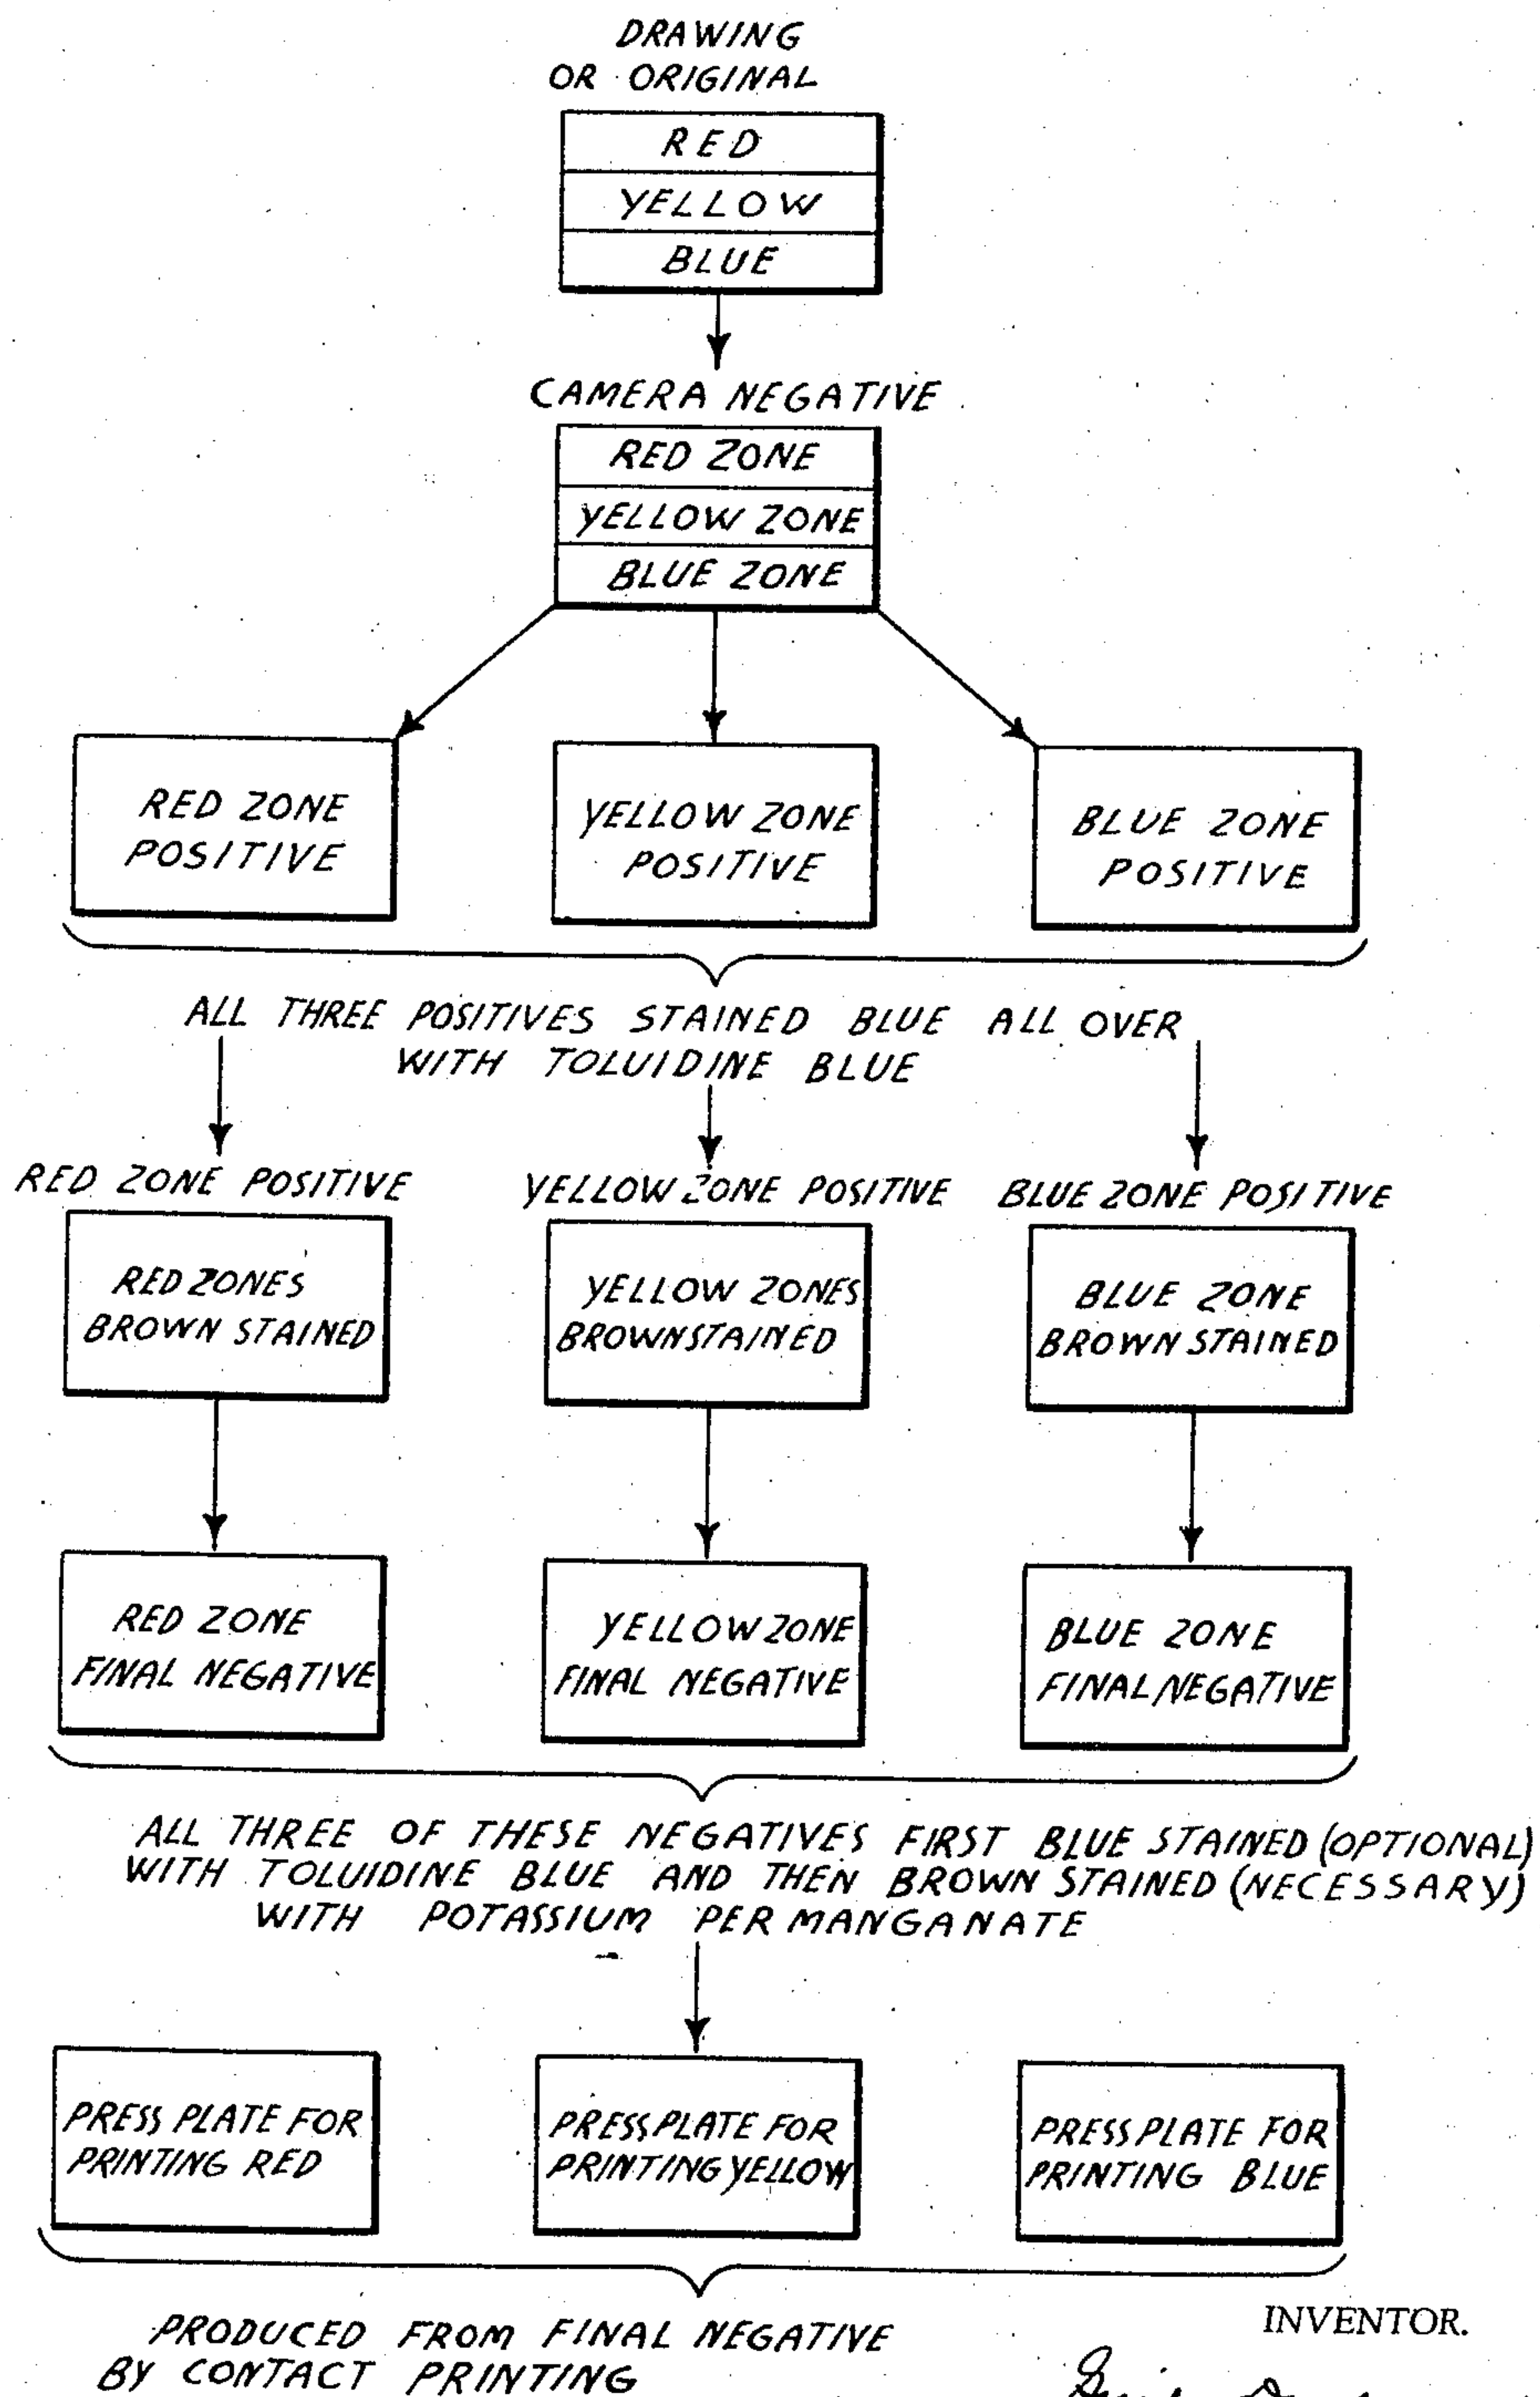 DRAWING
OR ORIGINAL
RED
YELLOW
BLUE
CAMERA NEGATIVE
RED ZONE
YELLOW ZONE
BLUE ZONE
RED ZONE
POSITIVE
YELLOW ZONE
POSITIVE
BLUE ZONE
POSITIVE
ALL THREE POSITIVES STAINED BLUE ALL OVER
WITH TOLUIDINE BLUE
RED ZONE POSITIVE
YELLOW ZONE POSITIVE
BLUE ZONE POSITIVE
RED ZONES
BROWN STAINED
YELLOW ZONES
BROWN STAINED
BLUE ZONE
BROWN STAINED
RED ZONE
FINAL NEGATIVE
YELLOW ZONE
FINAL NEGATIVE
BLUE ZONE
FINAL NEGATIVE
ALL THREE OF THESE NEGATIVES FIRST BLUE STAINED (OPTIONAL)
WITH TOLUIDINE BLUE AND THEN BROWN STAINED (NECESSARY)
WITH POTASSIUM PERMANGANATE
PRESS PLATE FOR
PRINTING RED
PRESS PLATE FOR
PRINTING YELLOW
PRESS PLATE FOR
PRINTING BLUE
PRODUCED FROM FINAL NEGATIVE
BY CONTACT PRINTING
INVENTOR.